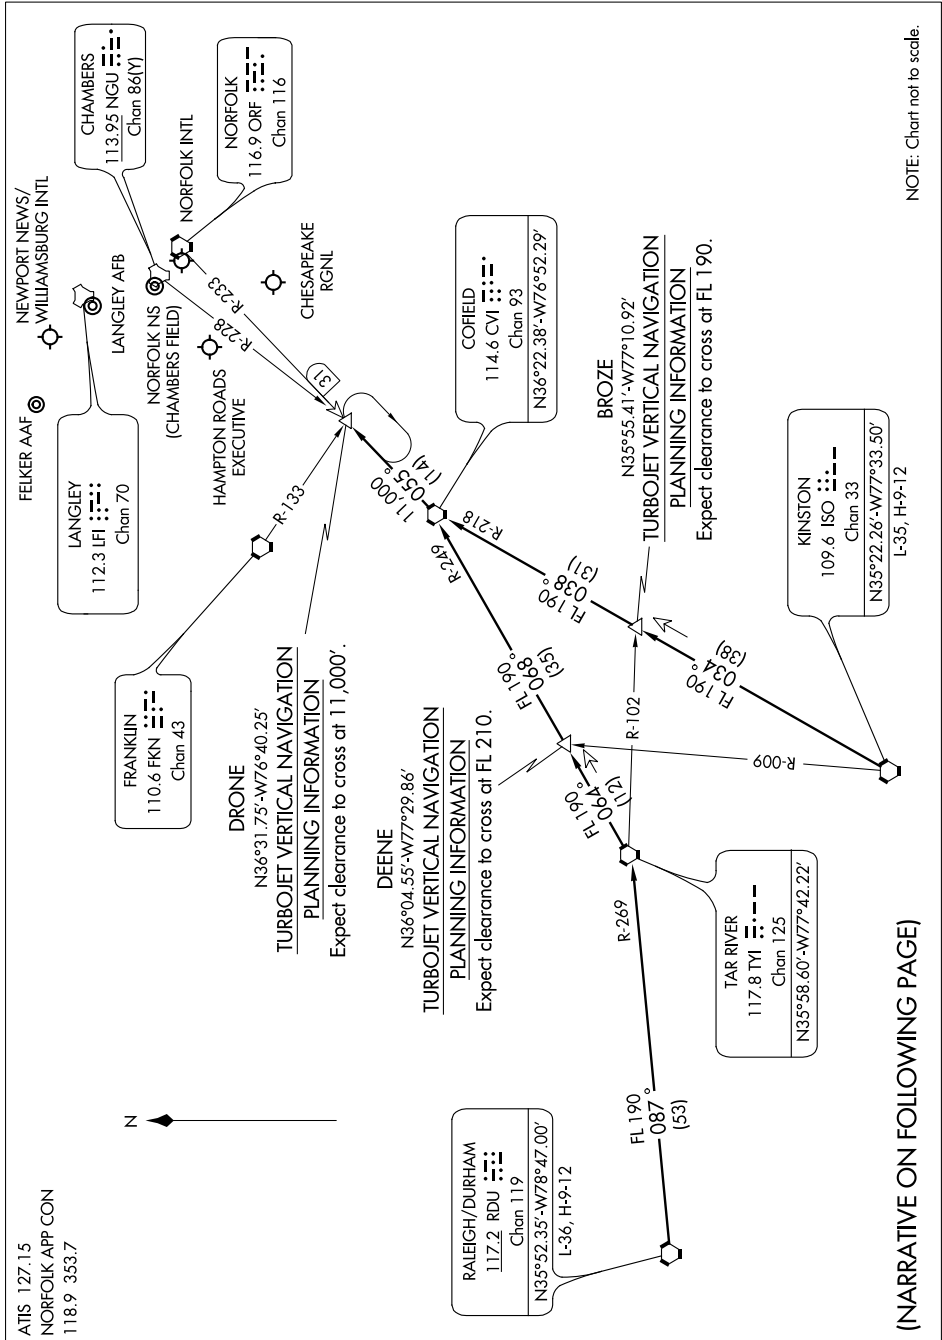 ATIS 127.15
NORFOLK APP CON
118.9 353.7
N
FELKER AAF
NEWPORT NEWS/
WILLIAMSBURG INTL
LANGLEY AFB
NORFOLK NS
(CHAMBERS FIELD)
HAMPTON ROADS
EXECUTIVE
CHAMBERS
113.95 NGU
Chan 86(Y)
NORFOLK INTL
NORFOLK
116.9 ORF
Chan 116
CHESAPEAKE
RGNL
LANGLEY
112.3 LFI
Chan 70
FRANKLIN
110.6 FKN
Chan 43
R-133
R-228
R-233
31
DRONE
N36°31.75'-W76°40.25'
TURBOJET VERTICAL NAVIGATION
PLANNING INFORMATION
Expect clearance to cross at 11,000'.
11,000
055°
(14)
COFIELD
114.6 CVI
Chan 93
N36°22.38'-W76°52.29'
DEENE
N36°04.55'-W77°29.86'
TURBOJET VERTICAL NAVIGATION
PLANNING INFORMATION
Expect clearance to cross at FL 210.
R-249
R-218
FL 190
068°
(35)
FL 190
038°
(31)
BROZE
N35°55.41'-W77°10.92'
TURBOJET VERTICAL NAVIGATION
PLANNING INFORMATION
Expect clearance to cross at FL 190.
FL 190
064°
(12)
R-102
R-009
FL 190
034°
(38)
RALEIGH/DURHAM
117.2 RDU
Chan 119
N35°52.35'-W78°47.00'
L-36, H-9-12
FL 190
087°
(53)
R-269
TAR RIVER
117.8 TYI
Chan 125
N35°58.60'-W77°42.22'
KINSTON
109.6 ISO
Chan 33
N35°22.26'-W77°33.50'
L-35, H-9-12
(NARRATIVE ON FOLLOWING PAGE)
NOTE: Chart not to scale.